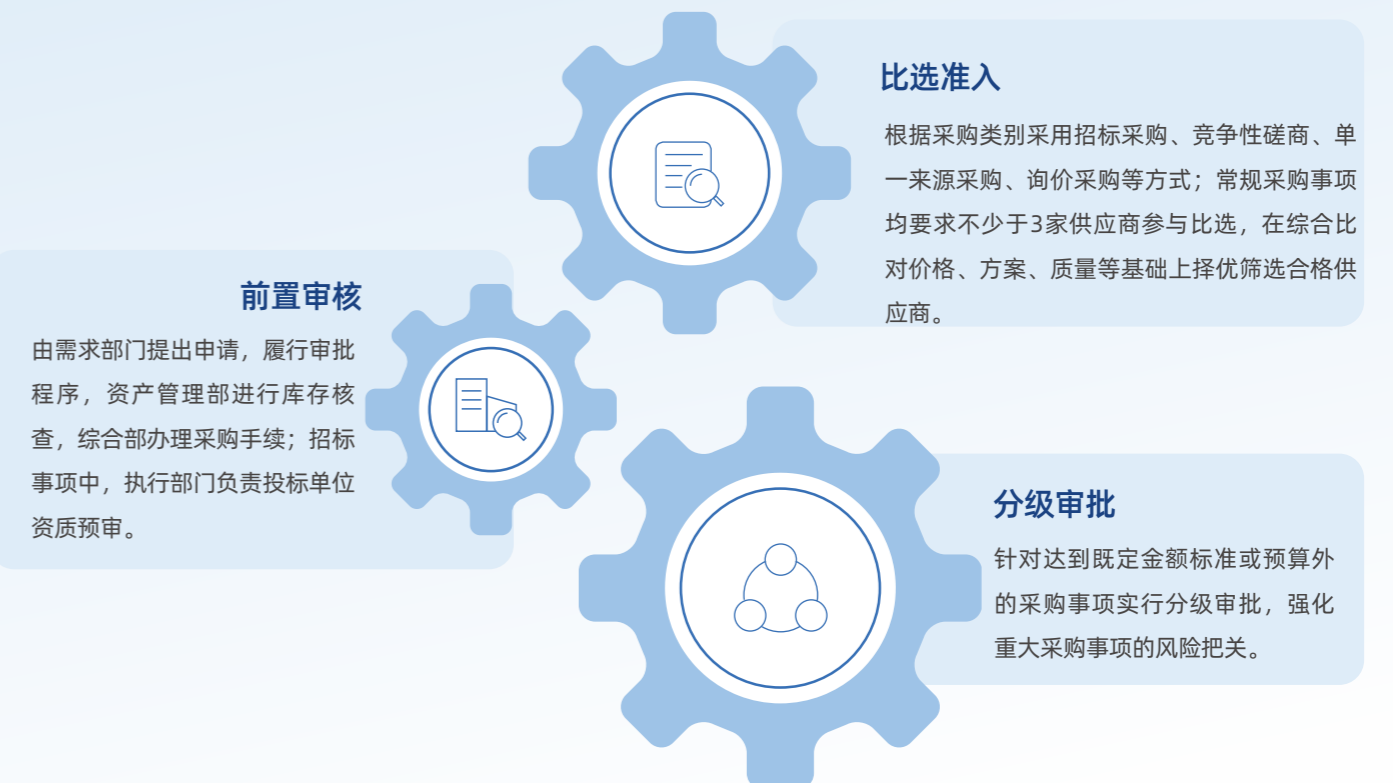 比选准入
根据采购类别采用招标采购、竞争性磋商、单
一来源采购、询价采购等方式；常规采购事项
均要求不少于3家供应商参与比选，在综合比
对价格、方案、质量等基础上择优筛选合格供
应商。
前置审核
由需求部门提出申请，履行审批
程序，资产管理部进行库存核
查，综合部办理采购手续；招标
事项中，执行部门负责投标单位
资质预审。
分级审批
针对达到既定金额标准或预算外
的采购事项实行分级审批，强化
重大采购事项的风险把关。